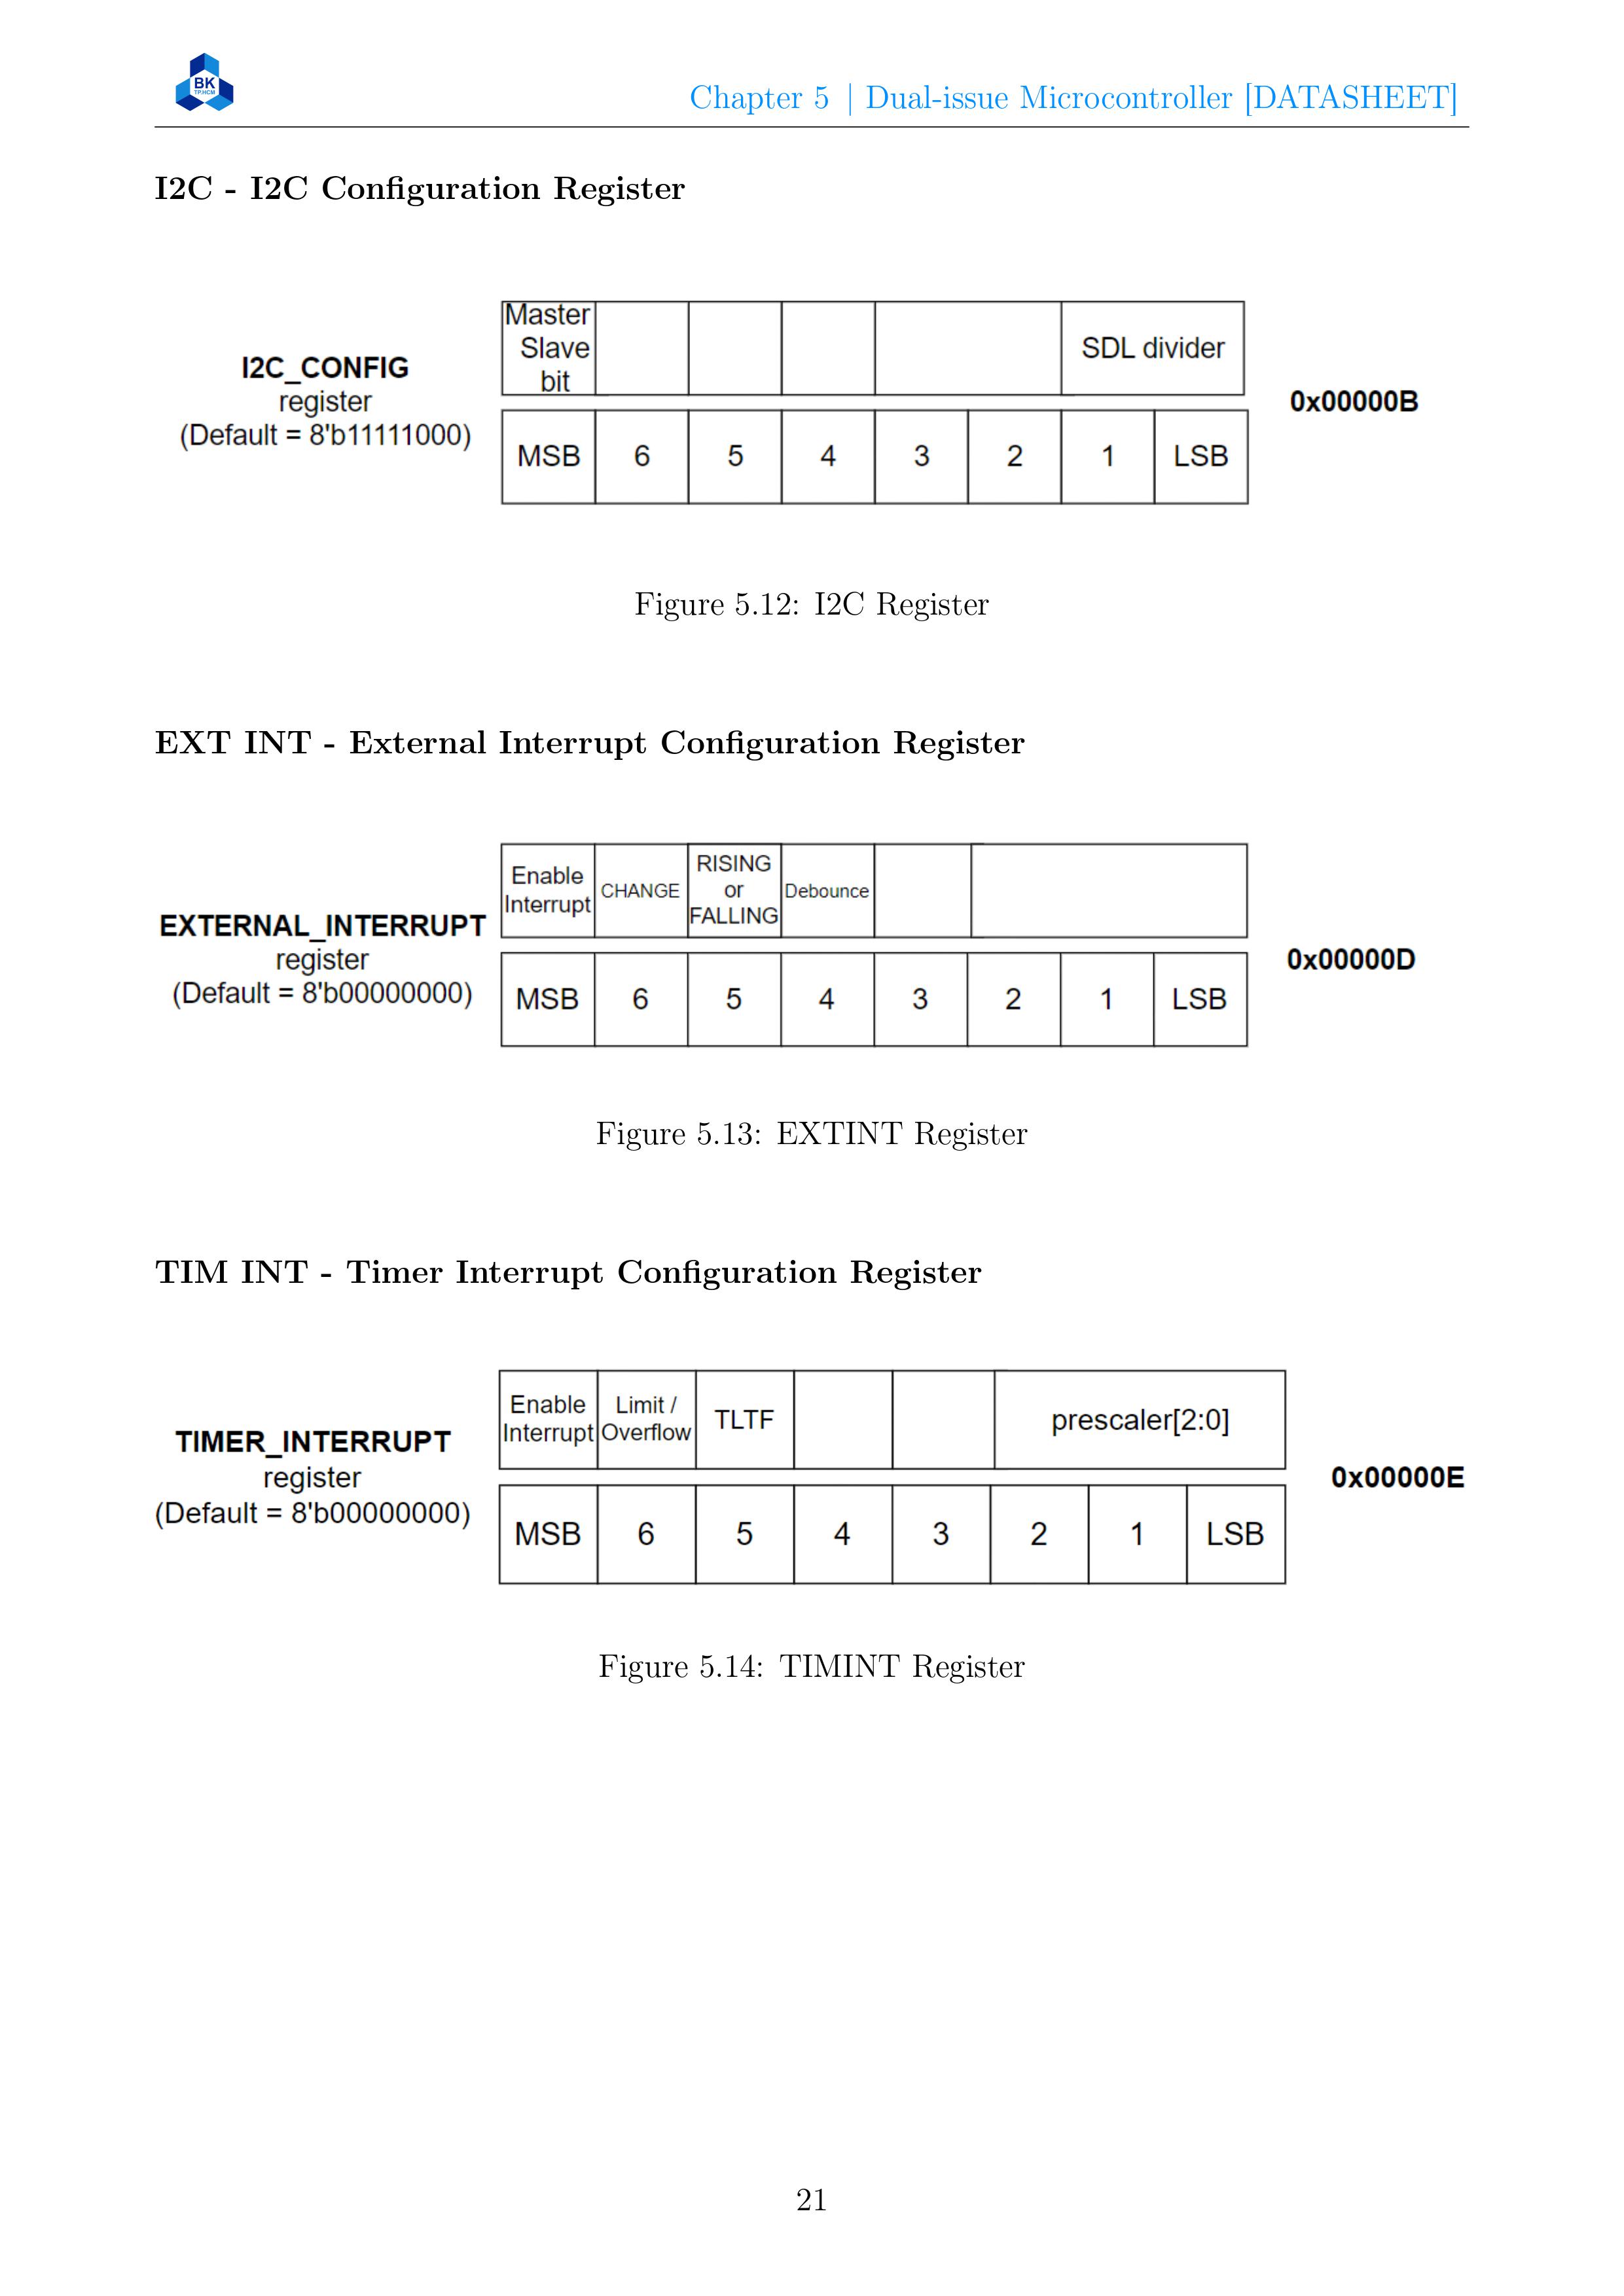 BK
TP.HCM
Chapter 5 | Dual-issue Microcontroller [DATASHEET]
I2C - I2C Configuration Register
Master
Slave
bit
SDL divider
I2C_CONFIG
register
(Default = 8'b11111000)
0x00000B
MSB 6 5 4 3 2 1 LSB
Figure 5.12: I2C Register
EXT INT - External Interrupt Configuration Register
Enable
Interrupt
CHANGE
RISING
or
FALLING
Debounce
EXTERNAL_INTERRUPT
register
(Default = 8'b00000000)
0x00000D
MSB 6 5 4 3 2 1 LSB
Figure 5.13: EXTINT Register
TIM INT - Timer Interrupt Configuration Register
Enable
Interrupt
Limit /
Overflow
TLTF
prescaler[2:0]
TIMER_INTERRUPT
register
(Default = 8'b00000000)
0x00000E
MSB 6 5 4 3 2 1 LSB
Figure 5.14: TIMINT Register
21